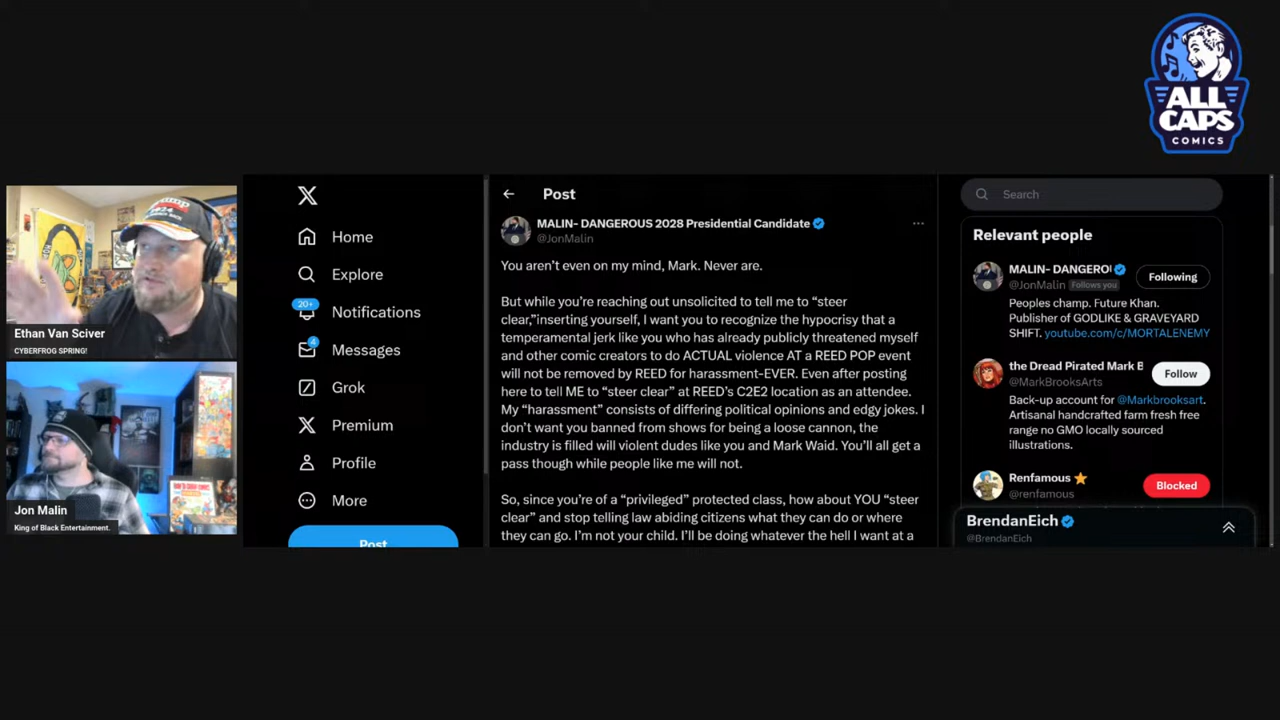 ALL
CAPS
COMICS
Ethan Van Sciver
CYBERFROG SPRING!
Jon Malin
King of Black Entertainment.
Home
Explore
20+
Notifications
4
Messages
Grok
Premium
Profile
More
Post
Post
MALIN- DANGEROUS 2028 Presidential Candidate
@JonMalin
You aren’t even on my mind, Mark. Never are.
But while you’re reaching out unsolicited to tell me to “steer
clear,”inserting yourself, I want you to recognize the hypocrisy that a
temperamental jerk like you who has already publicly threatened myself
and other comic creators to do ACTUAL violence AT a REED POP event
will not be removed by REED for harassment-EVER. Even after posting
here to tell ME to “steer clear” at REED’s C2E2 location as an attendee.
My “harassment” consists of differing political opinions and edgy jokes. I
don’t want you banned from shows for being a loose cannon, the
industry is filled will violent dudes like you and Mark Waid. You’ll all get a
pass though while people like me will not.
So, since you’re of a “privileged” protected class, how about YOU “steer
clear” and stop telling law abiding citizens what they can do or where
they can go. I’m not your child. I’ll be doing whatever the hell I want at a
Search
Relevant people
MALIN- DANGERO
@JonMalin Follows you
Following
Peoples champ. Future Khan.
Publisher of GODLIKE & GRAVEYARD
SHIFT. youtube.com/c/MORTALENEMY
the Dread Pirated Mark B
@MarkBrooksArts
Follow
Back-up account for @Markbrooksart.
Artisanal handcrafted farm fresh free
range no GMO locally sourced
illustrations.
Renfamous
@renfamous
Blocked
BrendanEich
@BrendanEich